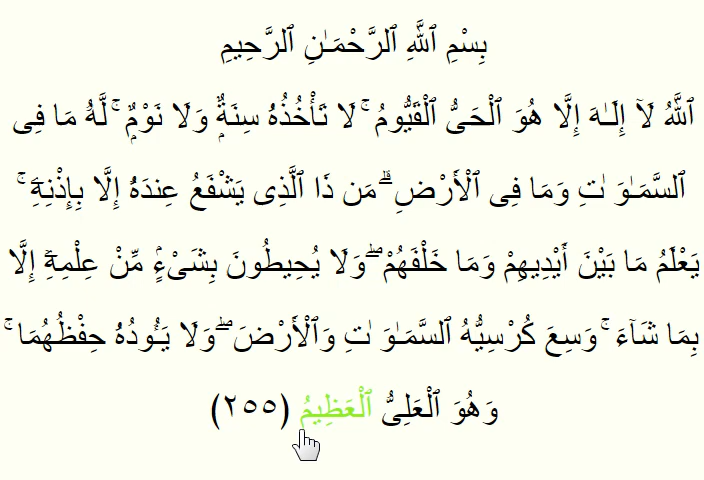 بِسْمِ ٱللَّهِ ٱلرَّحْمَـٰنِ ٱلرَّحِيمِ
ٱللَّهُ لَآ إِلَـٰهَ إِلَّا هُوَ ٱلْحَىُّ ٱلْقَيُّومُ ۚ لَا تَأْخُذُهُۥ سِنَةٌۭ وَلَا نَوْمٌۭ ۚ لَّهُۥ مَا فِى
ٱلسَّمَـٰوَ ٰتِ وَمَا فِى ٱلْأَرْضِ ۗ مَن ذَا ٱلَّذِى يَشْفَعُ عِندَهُۥٓ إِلَّا بِإِذْنِهِۦ ۚ
يَعْلَمُ مَا بَيْنَ أَيْدِيهِمْ وَمَا خَلْفَهُمْ ۖ وَلَا يُحِيطُونَ بِشَىْءٍۢ مِّنْ عِلْمِهِۦٓ إِلَّا
بِمَا شَآءَ ۚ وَسِعَ كُرْسِيُّهُ ٱلسَّمَـٰوَ ٰتِ وَٱلْأَرْضَ ۖ وَلَا يَـُٔودُهُۥ حِفْظُهُمَا ۚ
وَهُوَ ٱلْعَلِىُّ ٱلْعَظِيمُ (٢٥٥)